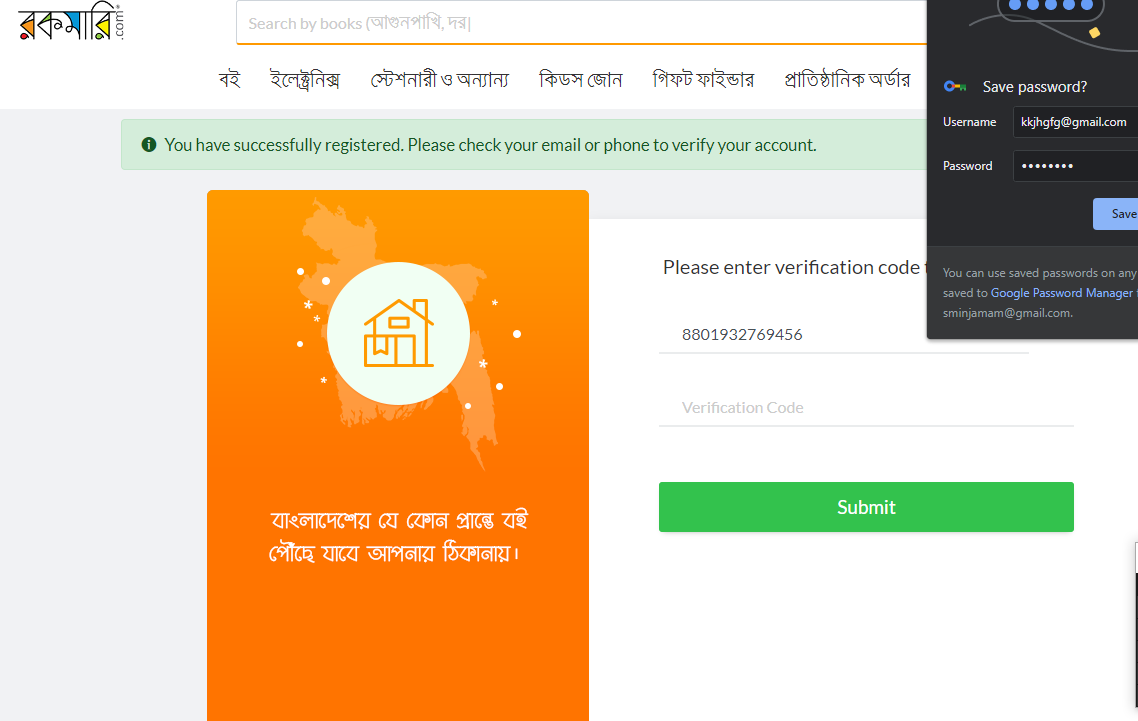 রকমারি.com
Search by books (আগুনপাখি, দর|
বই ইলেক্ট্রনিক্স স্টেশনারী ও অন্যান্য কিডস জোন গিফট ফাইন্ডার প্রাতিষ্ঠানিক অর্ডার
Save password?
Username kkjhgfg@gmail.com
Password ••••••••
Save
You can use saved passwords on any
saved to Google Password Manager
sminjamam@gmail.com.
You have successfully registered. Please check your email or phone to verify your account.
বাংলাদেশের যে কোন প্রান্তে বই
পৌঁছে যাবে আপনার ঠিকানায়।
Please enter verification code
8801932769456
Verification Code
Submit